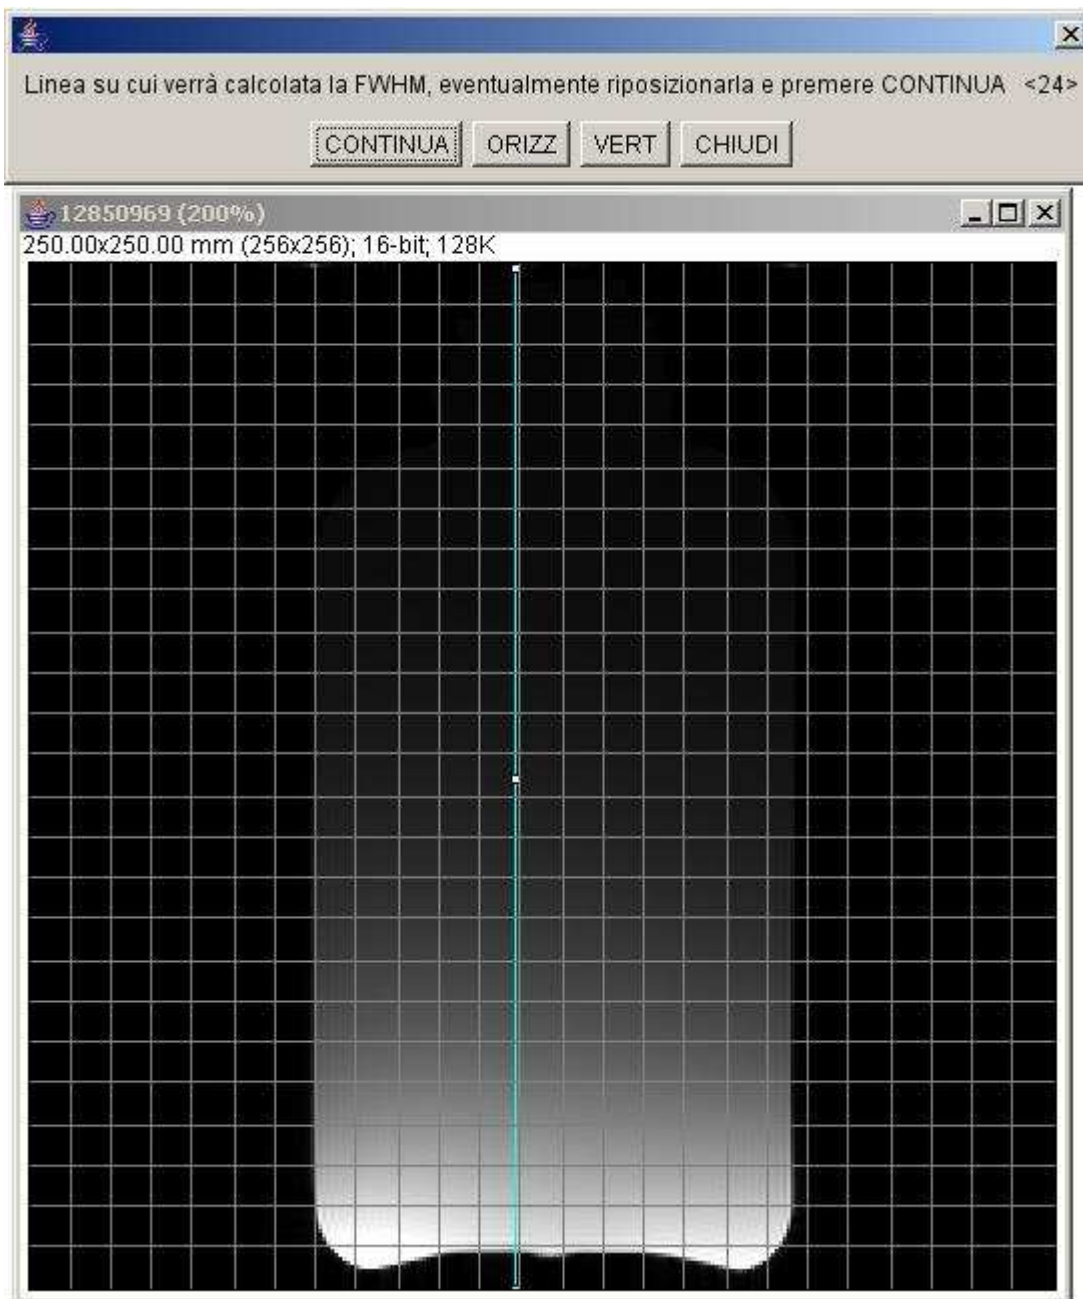 Linea su cui verrà calcolata la FWHM, eventualmente riposizionarla e premere CONTINUA <24>
CONTINUA ORIZZ VERT CHIUDI
12850969 (200%)
250.00x250.00 mm (256x256); 16-bit; 128K